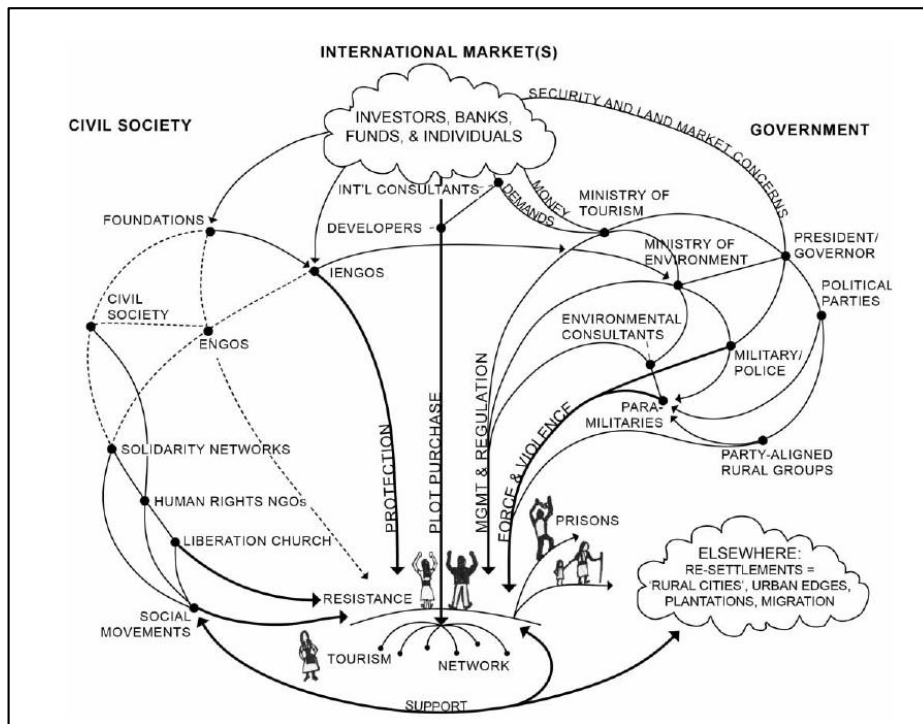 INTERNATIONAL MARKET(S)
CIVIL SOCIETY
GOVERNMENT
INVESTORS, BANKS,
FUNDS, & INDIVIDUALS
SECURITY AND LAND MARKET CONCERNS
INT'L CONSULTANTS
DEMANDS
MONEY
MINISTRY OF
TOURISM
FOUNDATIONS
DEVELOPERS
MINISTRY OF
ENVIRONMENT
PRESIDENT/
GOVERNOR
IENGOS
POLITICAL
PARTIES
CIVIL
SOCIETY
ENGOS
ENVIRONMENTAL
CONSULTANTS
MILITARY/
POLICE
PARA-
MILITARIES
SOLIDARITY NETWORKS
PARTY-ALIGNED
RURAL GROUPS
PROTECTION
PLOT PURCHASE
MGMT & REGULATION
FORCE & VIOLENCE
HUMAN RIGHTS NGOs
PRISONS
LIBERATION CHURCH
ELSEWHERE:
RE-SETTLEMENTS =
'RURAL CITIES', URBAN EDGES,
PLANTATIONS, MIGRATION
RESISTANCE
SOCIAL
MOVEMENTS
TOURISM
NETWORK
SUPPORT